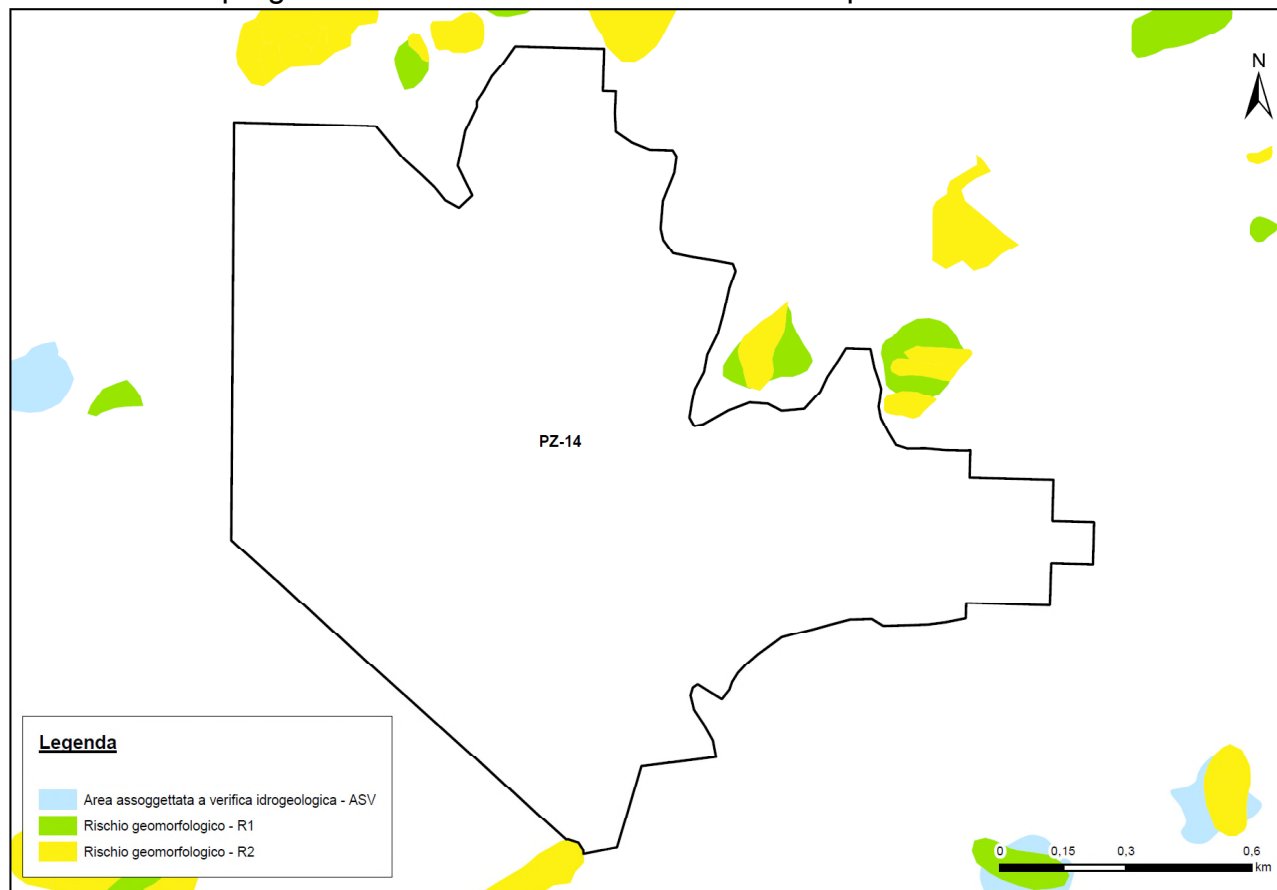 N
PZ-14
Legenda
Area assoggettata a verifica idrogeologica - ASV
Rischio geomorfologico - R1
Rischio geomorfologico - R2
0 0,15 0,3 0,6
km